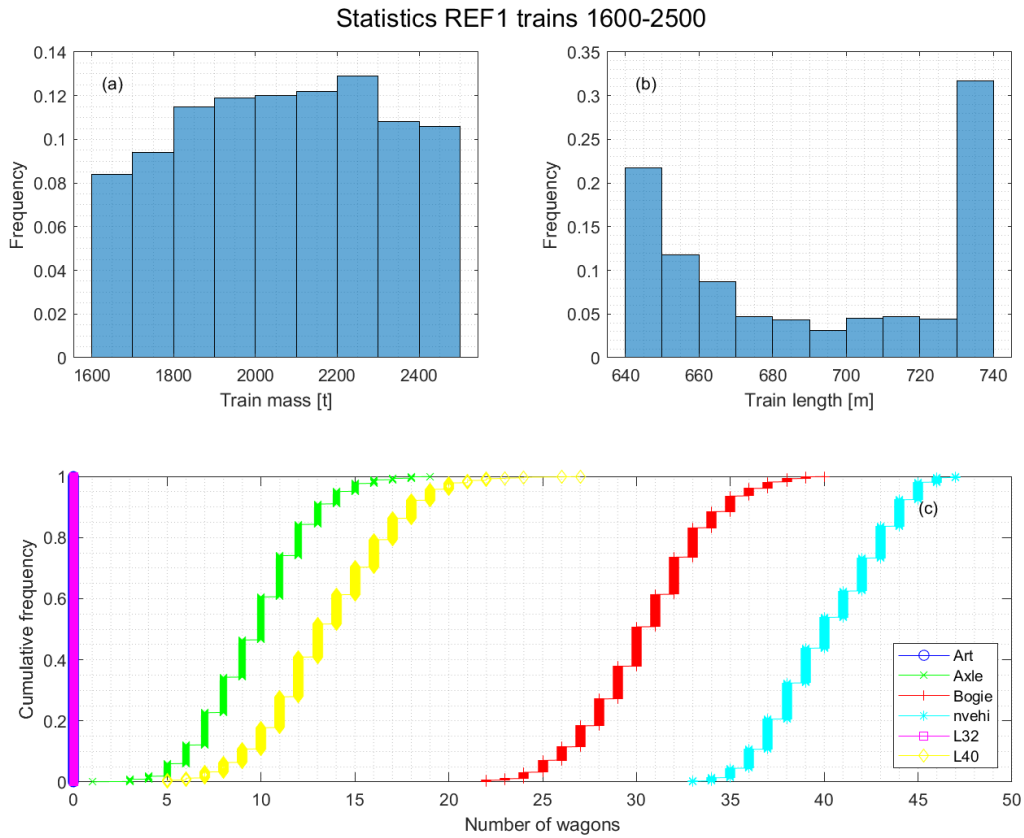 Statistics REF1 trains 1600-2500
(a)
0.14
0.12
0.1
0.08
0.06
0.04
0.02
0
Frequency
1600 1800 2000 2200 2400
Train mass [t]
(b)
0.35
0.3
0.25
0.2
0.15
0.1
0.05
0
Frequency
640 660 680 700 720 740
Train length [m]
(c)
1
0.8
0.6
0.4
0.2
0
Cumulative frequency
Art
Axle
Bogie
nvehi
L32
L40
0 5 10 15 20 25 30 35 40 45 50
Number of wagons